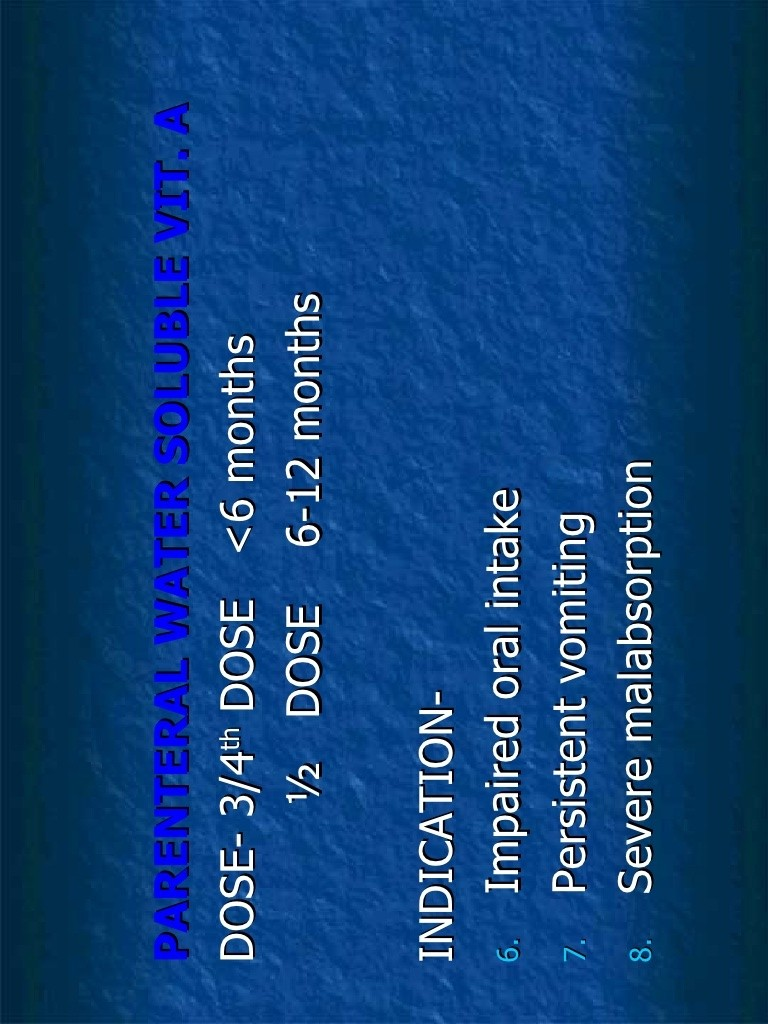 PARENTERAL WATER SOLUBLE VIT. A
DOSE- 3/4th DOSE <6 months
½ DOSE 6-12 months
INDICATION-
6. Impaired oral intake
7. Persistent vomiting
8. Severe malabsorption